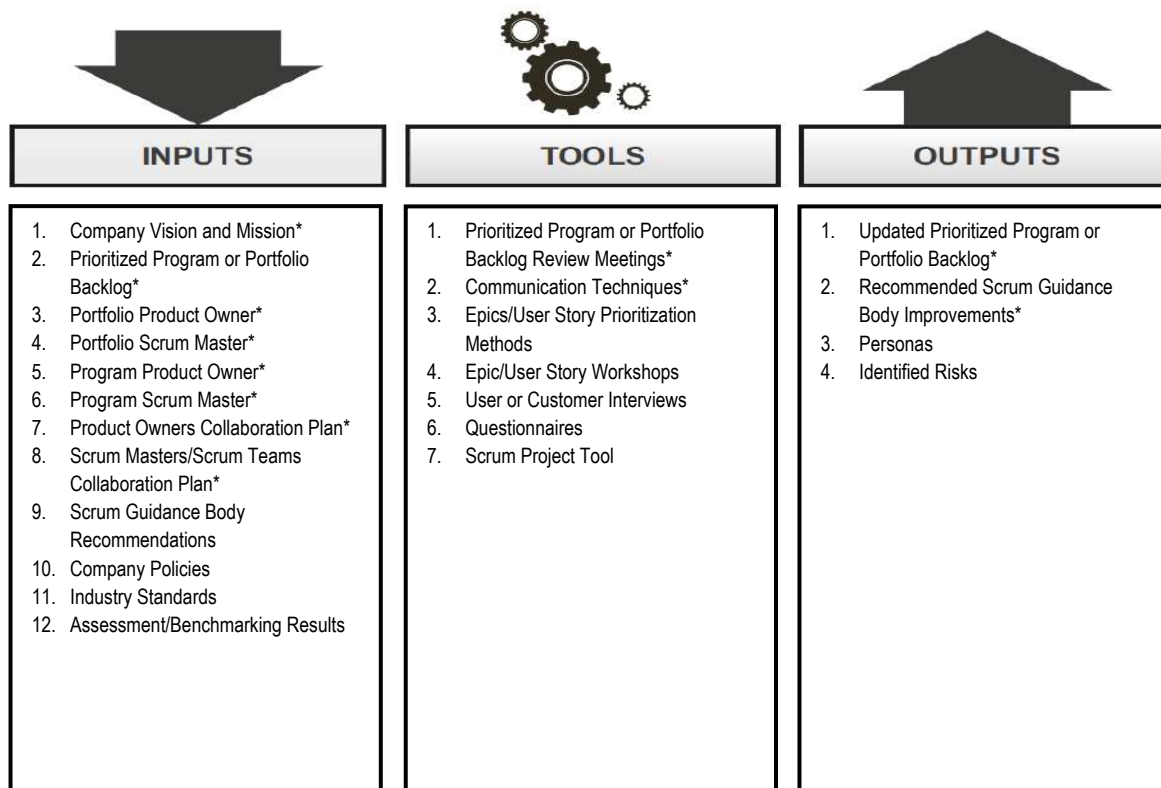 INPUTS
1. Company Vision and Mission*
2. Prioritized Program or Portfolio
Backlog*
3. Portfolio Product Owner*
4. Portfolio Scrum Master*
5. Program Product Owner*
6. Program Scrum Master*
7. Product Owners Collaboration Plan*
8. Scrum Masters/Scrum Teams
Collaboration Plan*
9. Scrum Guidance Body
Recommendations
10. Company Policies
11. Industry Standards
12. Assessment/Benchmarking Results
TOOLS
1. Prioritized Program or Portfolio
Backlog Review Meetings*
2. Communication Techniques*
3. Epics/User Story Prioritization
Methods
4. Epic/User Story Workshops
5. User or Customer Interviews
6. Questionnaires
7. Scrum Project Tool
OUTPUTS
1. Updated Prioritized Program or
Portfolio Backlog*
2. Recommended Scrum Guidance
Body Improvements*
3. Personas
4. Identified Risks